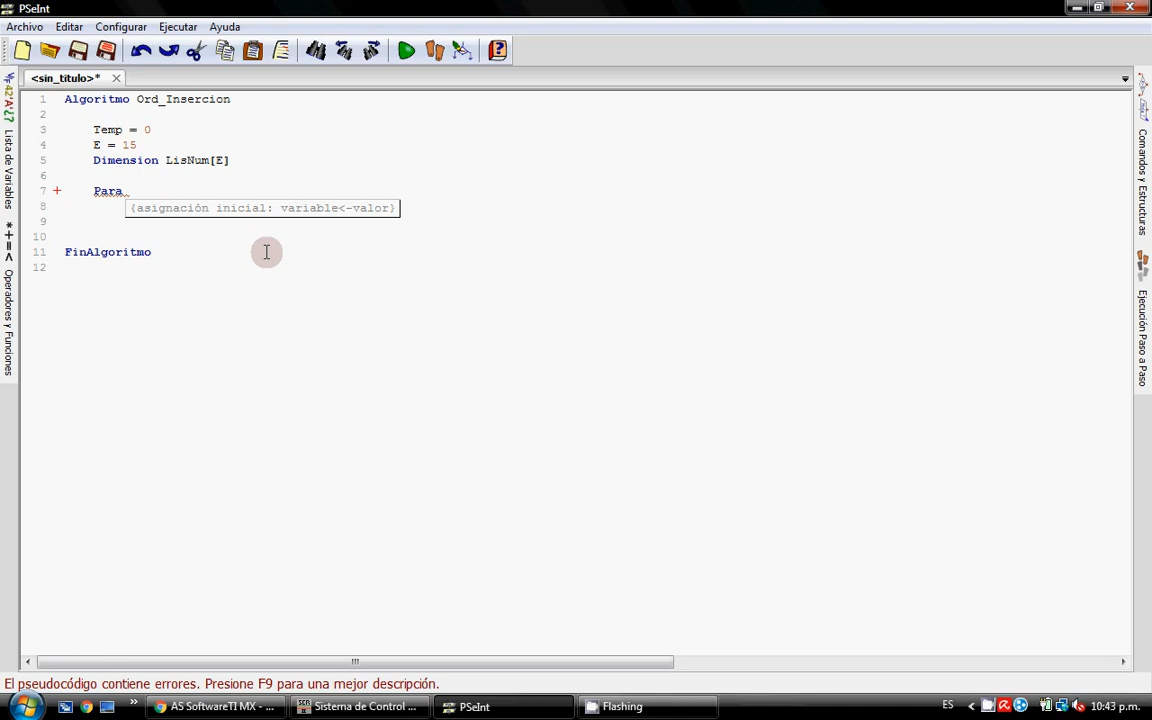 PSeInt
Archivo Editar Configurar Ejecutar Ayuda
<sin_titulo>*
1 Algoritmo Ord_Insercion
2
3 Temp = 0
4 E = 15
5 Dimension LisNum[E]
6
7 Para
8 {asignación inicial: variable<-valor}
9
10
11 FinAlgoritmo
12
Lista de Variables
*+=< Operadores y Funciones
Comandos y Estructuras
Ejecución Paso a Paso
El pseudocódigo contiene errores. Presione F9 para una mejor descripción.
AS SoftwareTI MX - ... Sistema de Control ... PSeInt Flashing ES 10:43 p.m.